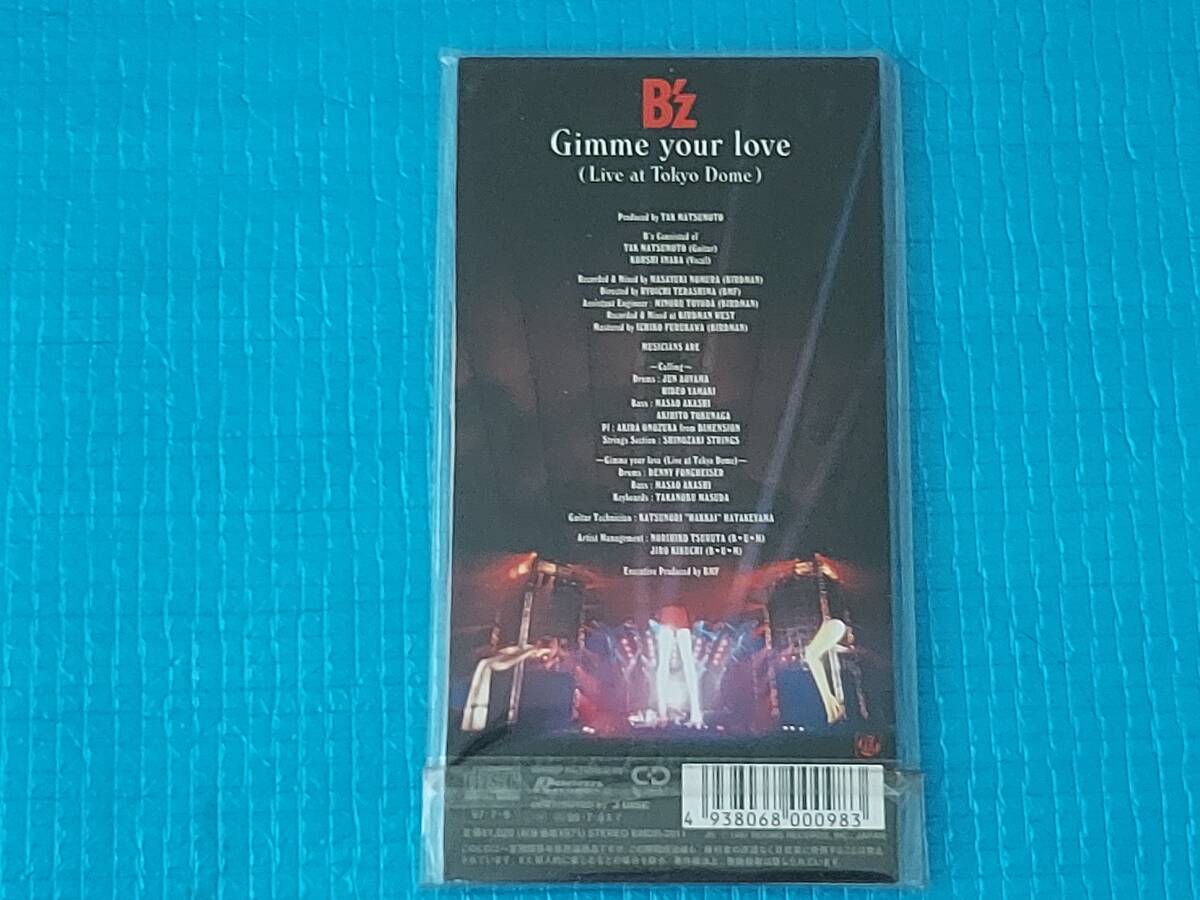 B'z
Gimme your love
(Live at Tokyo Dome)
Produced by TAK MATSUMOTO
B'z Consisted of
TAK MATSUMOTO (Guitar)
KOHSHI INABA (Vocal)
Recorded & Mixed by MASAYUKI NOMURA (BIRDMAN)
Directed by RYOICHI TERASHIMA (BMF)
Assistant Engineer : MINORU TOYODA (BIRDMAN)
Recorded & Mixed at BIRDMAN WEST
Mastered by ICHIKO FURUKAWA (BIRDMAN)
MUSICIANS ARE
~Calling~
Drums : JUN AOYAMA
HIDEO YAMAKI
Bass : MASAO AKASHI
AKIHITO TOKUNAGA
Pf : AKIRA ONOZUKA from DIMENSION
Strings Section : SHINOZAKI STRINGS
~Gimme your love (Live at Tokyo Dome)~
Drums : DENNY FONGHEISER
Bass : MASAO AKASHI
Keyboards : TAKANOBU MASUDA
Guitar Technician : KATSUNORI "HAKKAI" HATAKEYAMA
Artist Management : NORIHIKO TSURUTA (B•U•M)
JIRO KIKUCHI (B•U•M)
Executive Produced by BMF
4 938068 000983